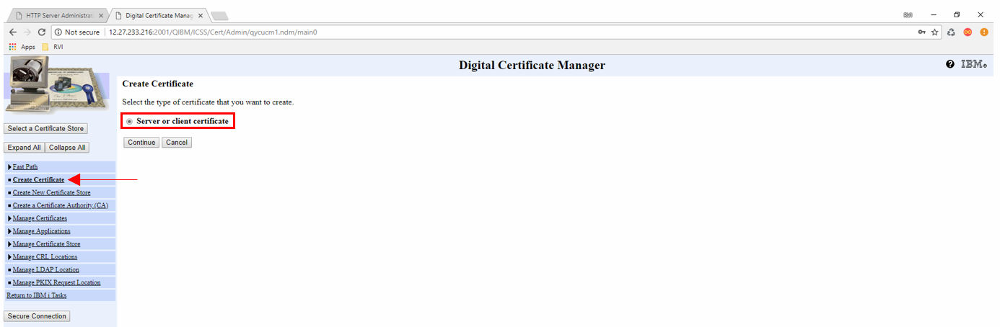 HTTP Server Administrati
Digital Certificate Manag
RVI
Not secure
12.27.233.216:2001/QIBM/ICSS/Cert/Admin/qycucm1.ndm/main0
Apps
RVI
Digital Certificate Manager
IBM
Select a Certificate Store
Expand All
Collapse All
Fast Path
Create Certificate
Create New Certificate Store
Create a Certificate Authority (CA)
Manage Certificates
Manage Applications
Manage Certificate Store
Manage CRL Locations
Manage LDAP Location
Manage PKIX Request Location
Return to IBM i Tasks
Secure Connection
Create Certificate
Select the type of certificate that you want to create.
Server or client certificate
Continue
Cancel